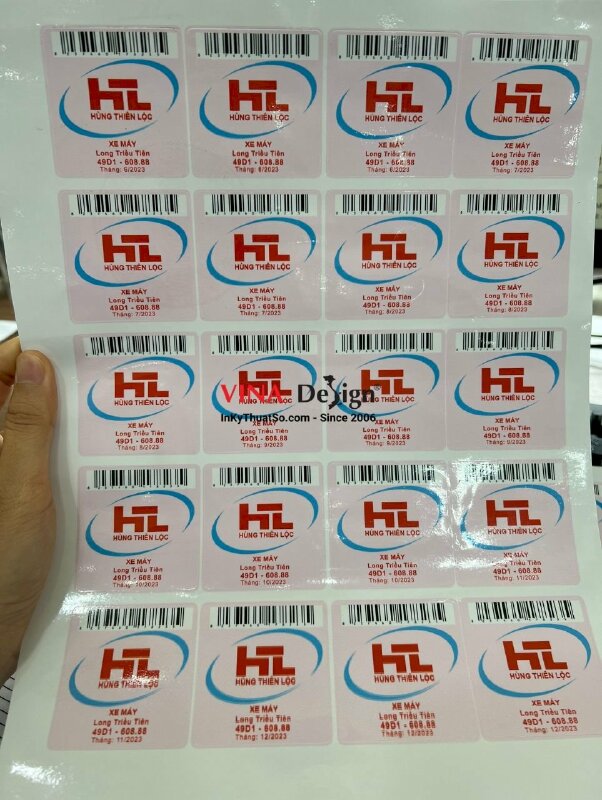 HTL
HÙNG THIÊN LỘC
XE MÁY
Long Triều Tiên
49D1 - 608.88
Tháng: 6/2023
HTL
HÙNG THIÊN LỘC
XE MÁY
Long Triều Tiên
49D1 - 608.88
Tháng: 6/2023
HTL
HÙNG THIÊN LỘC
XE MÁY
Long Triều Tiên
49D1 - 608.88
Tháng: 6/2023
HTL
HÙNG THIÊN LỘC
XE MÁY
Long Triều Tiên
49D1 - 608.88
Tháng: 7/2023
HTL
HÙNG THIÊN LỘC
XE MÁY
Long Triều Tiên
49D1 - 608.88
Tháng: 7/2023
HTL
HÙNG THIÊN LỘC
XE MÁY
Long Triều Tiên
49D1 - 608.88
Tháng: 7/2023
HTL
HÙNG THIÊN LỘC
XE MÁY
Long Triều Tiên
49D1 - 608.88
Tháng: 8/2023
HTL
HÙNG THIÊN LỘC
XE MÁY
Long Triều Tiên
49D1 - 608.88
Tháng: 8/2023
HTL
HÙNG THIÊN LỘC
XE MÁY
Long Triều Tiên
49D1 - 608.88
Tháng: 8/2023
HTL
HÙNG THIÊN LỘC
XE MÁY
Long Triều Tiên
49D1 - 608.88
Tháng: 9/2023
HTL
HÙNG THIÊN LỘC
XE MÁY
Long Triều Tiên
49D1 - 608.88
Tháng: 9/2023
HTL
HÙNG THIÊN LỘC
XE MÁY
Long Triều Tiên
49D1 - 608.88
Tháng: 9/2023
VINA Design
InKyThuatSo.com - Since 2006
HTL
HÙNG THIÊN LỘC
XE MÁY
Long Triều Tiên
49D1 - 608.88
Tháng: 10/2023
HTL
HÙNG THIÊN LỘC
XE MÁY
Long Triều Tiên
49D1 - 608.88
Tháng: 10/2023
HTL
HÙNG THIÊN LỘC
XE MÁY
Long Triều Tiên
49D1 - 608.88
Tháng: 10/2023
HTL
HÙNG THIÊN LỘC
XE MÁY
Long Triều Tiên
49D1 - 608.88
Tháng: 11/2023
HTL
HÙNG THIÊN LỘC
XE MÁY
Long Triều Tiên
49D1 - 608.88
Tháng: 11/2023
HTL
HÙNG THIÊN LỘC
XE MÁY
Long Triều Tiên
49D1 - 608.88
Tháng: 12/2023
HTL
HÙNG THIÊN LỘC
XE MÁY
Long Triều Tiên
49D1 - 608.88
Tháng: 12/2023
HTL
HÙNG THIÊN LỘC
XE MÁY
Long Triều Tiên
49D1 - 608.88
Tháng: 12/2023